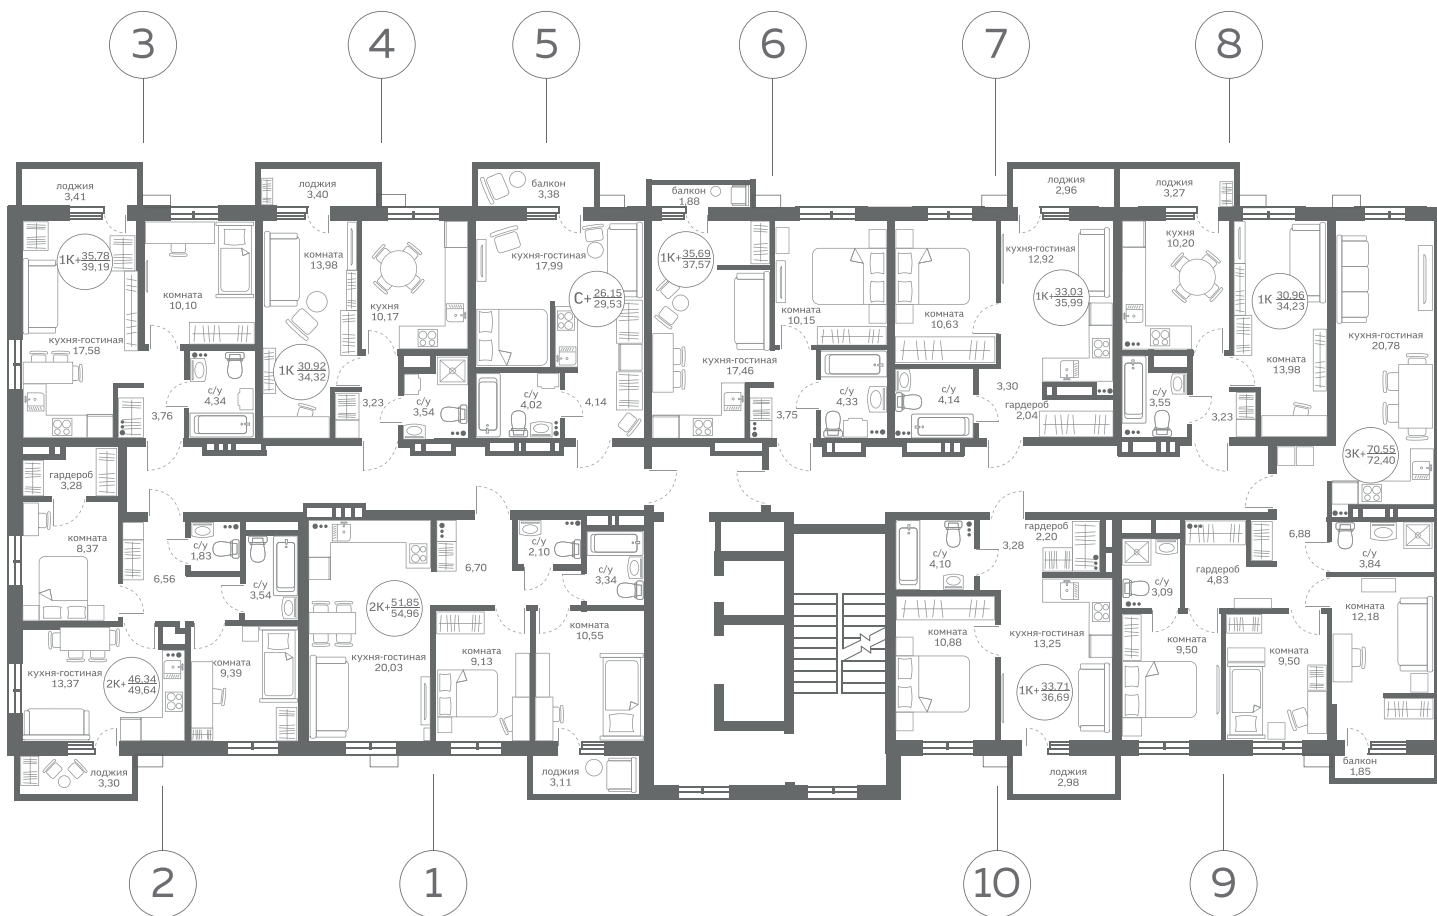 3
4
5
6
7
8
лоджия
3,41
лоджия
3,40
балкон
3,38
балкон
1,88
лоджия
2,96
лоджия
3,27
1К+ 35,78
39,19
комната
10,10
кухня-гостиная
17,58
с/у
4,34
3,76
комната
13,98
кухня
10,17
1К 30,92
34,32
3,23
с/у
3,54
кухня-гостиная
17,99
С+ 26,15
29,53
с/у
4,02
4,14
1К+ 35,69
37,57
комната
10,15
кухня-гостиная
17,46
3,75
с/у
4,33
комната
10,63
кухня-гостиная
12,92
1К+ 33,03
35,99
с/у
4,14
3,30
гардероб
2,04
кухня
10,20
1К 30,96
34,23
комната
13,98
с/у
3,55
3,23
кухня-гостиная
20,78
3К+ 70,55
72,40
гардероб
3,28
комната
8,37
с/у
1,83
6,56
с/у
3,54
кухня-гостиная
13,37
2К+ 46,34
49,64
комната
9,39
лоджия
3,30
2К+ 51,85
54,96
кухня-гостиная
20,03
6,70
с/у
2,10
с/у
3,34
комната
9,13
комната
10,55
лоджия
3,11
с/у
4,10
3,28
гардероб
2,20
комната
10,88
кухня-гостиная
13,25
1К+ 33,71
36,69
лоджия
2,98
с/у
3,09
гардероб
4,83
6,88
с/у
3,84
комната
9,50
комната
9,50
комната
12,18
балкон
1,85
2
1
10
9